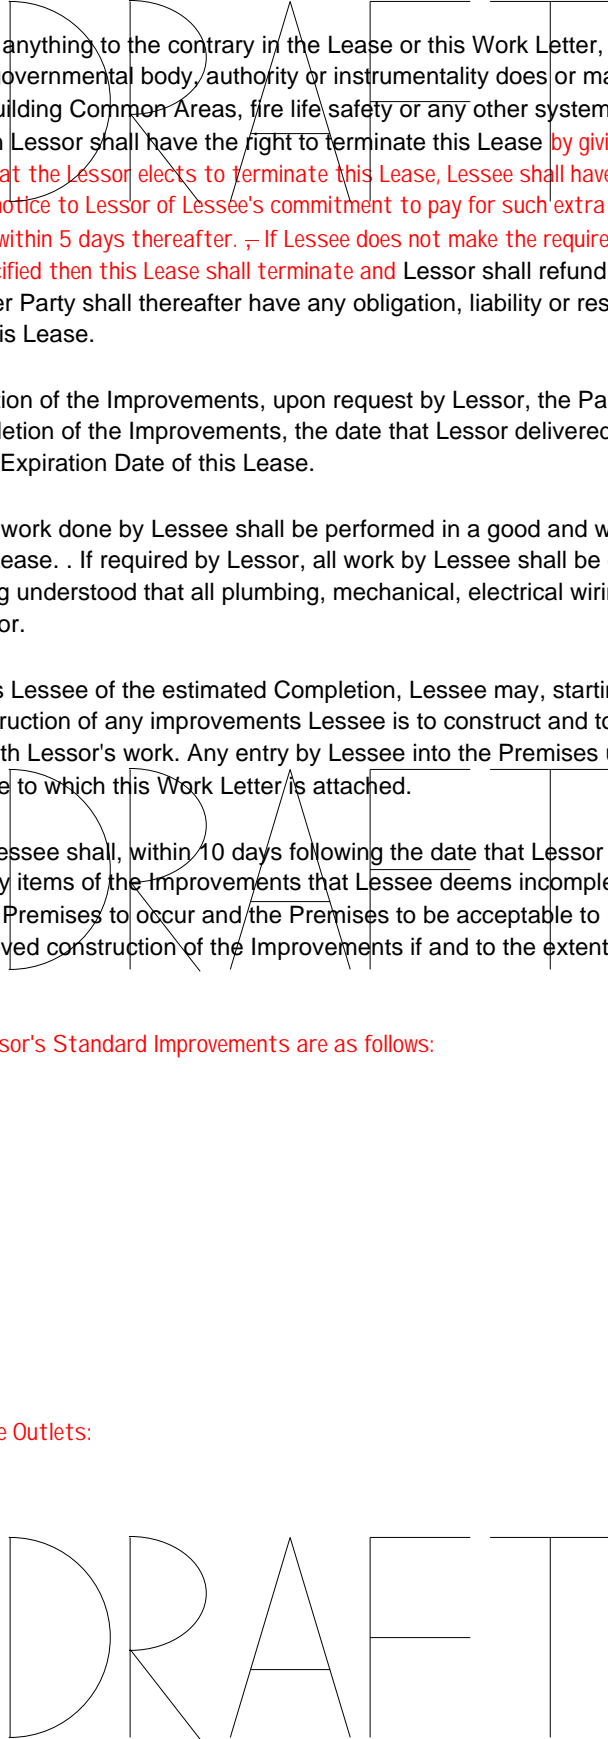 anything to the contrary in the Lease or this Work Letter,
governmental body, authority or instrumentality does or ma
uilding Common Areas, fire life safety or any other system
n Lessor shall have the right to terminate this Lease by givi
at the Lessor elects to terminate this Lease, Lessee shall have
notice to Lessor of Lessee's commitment to pay for such extra
within 5 days thereafter. , If Lessee does not make the require
cified then this Lease shall terminate and Lessor shall refund
er Party shall thereafter have any obligation, liability or res
is Lease.
tion of the Improvements, upon request by Lessor, the Pa
letion of the Improvements, the date that Lessor delivered
Expiration Date of this Lease.
work done by Lessee shall be performed in a good and w
ease. . If required by Lessor, all work by Lessee shall be
g understood that all plumbing, mechanical, electrical wirin
or.
s Lessee of the estimated Completion, Lessee may, startin
truction of any improvements Lessee is to construct and to
ith Lessor's work. Any entry by Lessee into the Premises u
e to which this Work Letter is attached.
essee shall, within 10 days following the date that Lessor
y items of the Improvements that Lessee deems incomple
Premises to occur and the Premises to be acceptable to
ved construction of the Improvements if and to the extent
ssor's Standard Improvements are as follows:
e Outlets:
DRAFT
DRAFT
DRAFT